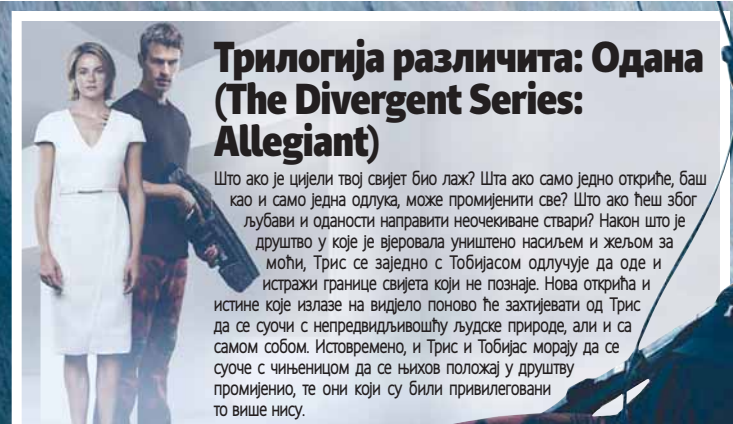 Трилогија различита: Одана
(The Divergent Series:
Allegiant)
Што ако је цијели твој свијет био лаж? Шта ако само једно откриће, баш
као и само једна одлука, може промијенити све? Што ако ћеш због
љубави и оданости направити неочекиване ствари? Након што је
друштво у које је вјеровала уништено насиљем и жељом за
моћи, Трис се заједно с Тобијасом одлучује да оде и
истражи границе свијета који не познаје. Нова открића и
истине које излазе на видјело поново ће захтијевати од Трис
да се суочи с непредвидљивошћу људске природе, али и са
самом собом. Истовремено, и Трис и Тобијас морају да се
суоче с чињеницом да се њихов положај у друштву
промијенио, те они који су били привилеговани
то више нису.